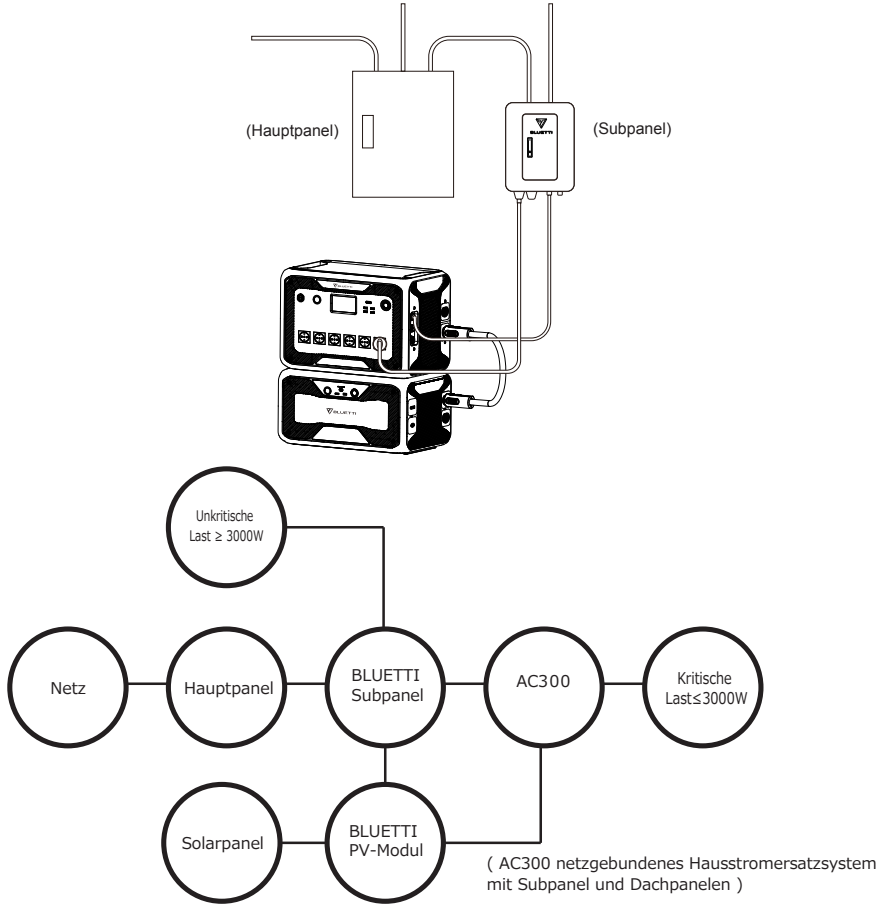 (Hauptpanel)
BLUETTI
(Subpanel)
BLUETTI
BLUETTI
Unkritische
Last ≥ 3000W
Netz
Hauptpanel
BLUETTI
Subpanel
AC300
Kritische
Last≤3000W
Solarpanel
BLUETTI
PV-Modul
( AC300 netzgebundenes Hausstromersatzsystem
mit Subpanel und Dachpanelen )